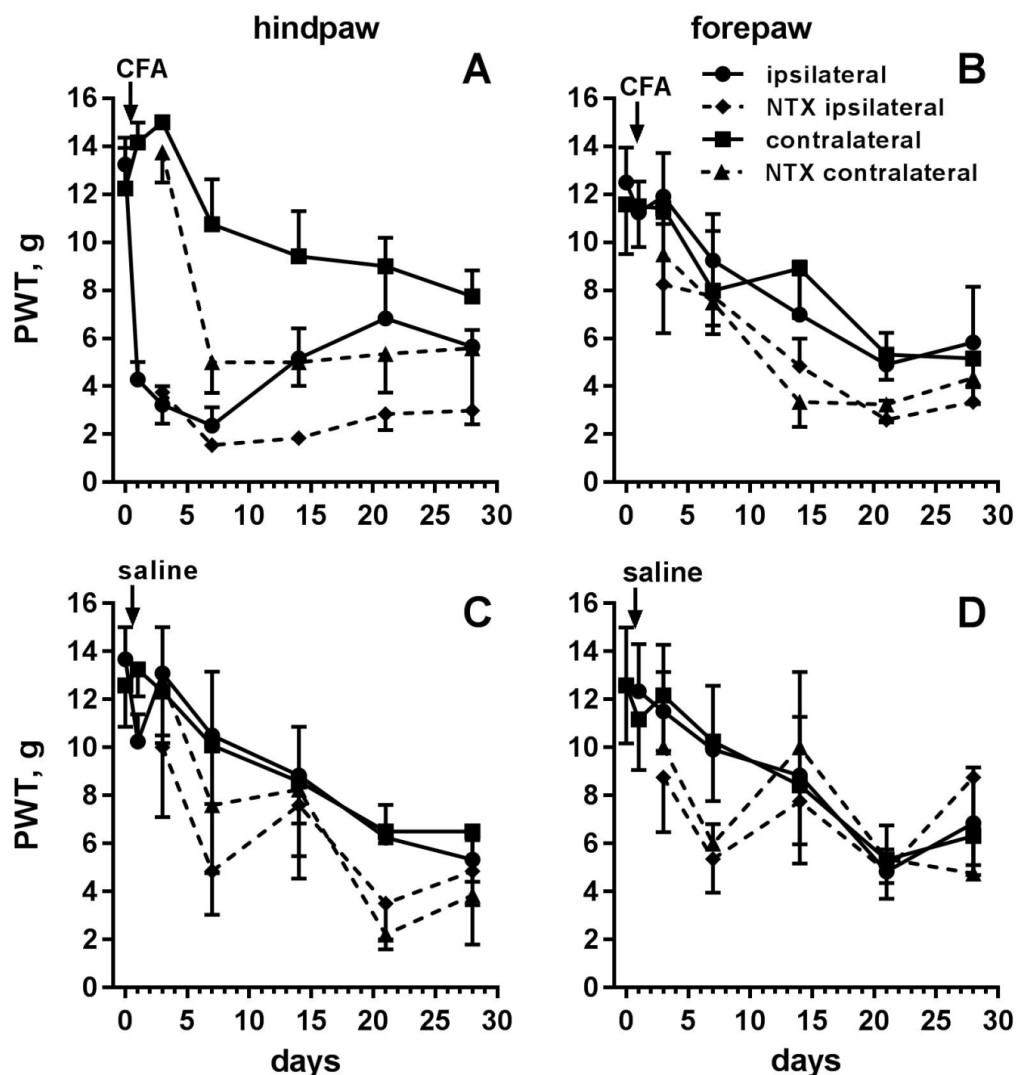 hindpaw
forepaw
CFA
A
16
14
12
10
8
6
4
2
0
PWT, g
0 5 10 15 20 25 30
CFA
B
ipsilateral
NTX ipsilateral
contralateral
NTX contralateral
16
14
12
10
8
6
4
2
0
PWT, g
0 5 10 15 20 25 30
saline
C
16
14
12
10
8
6
4
2
0
PWT, g
0 5 10 15 20 25 30
days
saline
D
16
14
12
10
8
6
4
2
0
PWT, g
0 5 10 15 20 25 30
days